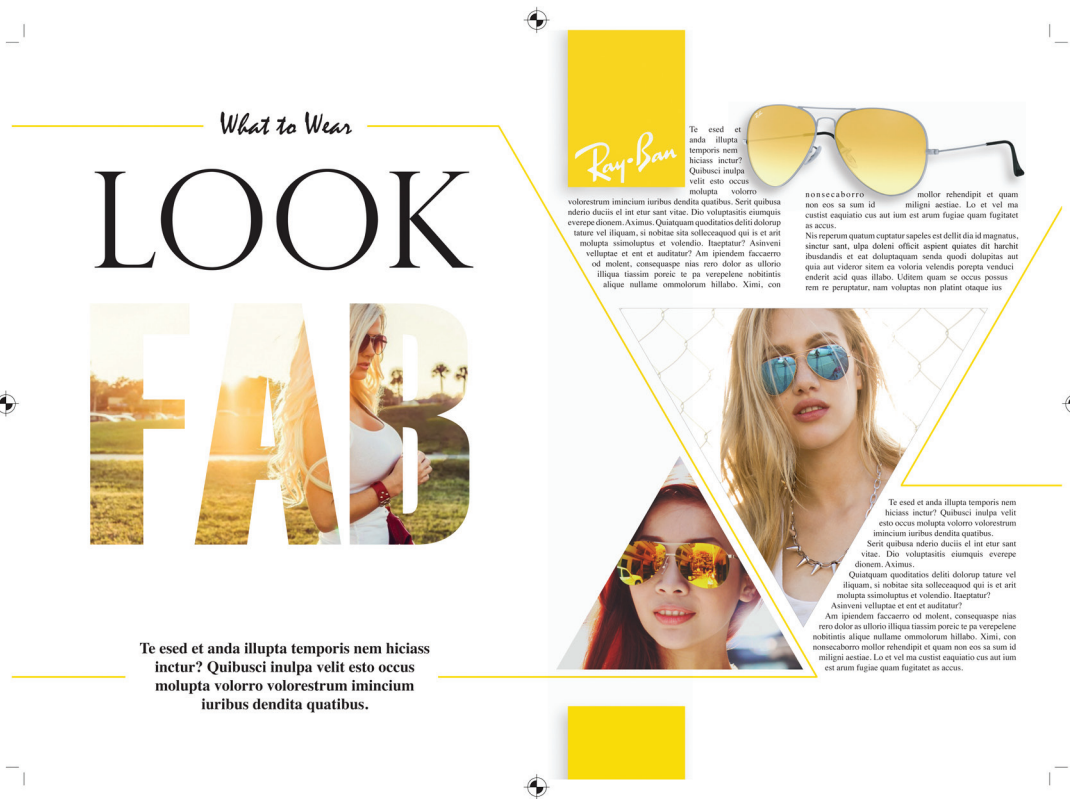 What to Wear
LOOK
FAB
Te esed et anda illupta temporis nem hiciass
inctur? Quibusci inulpa velit esto occus
molupta volorro volorestrum imincium
iuribus dendita quatibus.
Ray-Ban
Te esed et
anda illupta
temporis nem
hiciass inctur?
Quibusci inulpa
velit esto occus
molupta volorro
volorestrum imincium iuribus dendita quatibus. Serit quibusa
nderio duciis el int etur sant vitae. Dio voluptasitis eiumquis
everepe dionem. Aximus. Quiatquam quoditatios deliti dolorup
tature vel iliquam, si nobitae sita solleceaquod qui is et arit
molupta ssimoluptus et volendio. Itaeptatur? Asinveni
velluptae et ent et auditatur? Am ipiendem faccaerro
od molent, consequaspe nias rero dolor as ullorio
illiqua tiassim poreic te pa verepelene nobitintis
alique nullame ommolorum hillabo. Ximi, con
nonsecaborro mollor rehendipit et quam
non eos sa sum id miligni aestiae. Lo et vel ma
custist eaquiatio cus aut ium est arum fugiae quam fugitatet
as accus.
Nis reperum quatum cuptatur sapeles est dellit dia id magnatus,
sinctur sant, ulpa doleni officit aspient quiates dit harchit
ibusdandis et eat doluptaquam senda quodi dolupitas aut
quia aut videror sitem ea voloria velendis porepta venduci
enderit acid quas illabo. Uditem quam se occus possus
rem re peruptatur, nam voluptas non platint otaque ius
Te esed et anda illupta temporis nem
hiciass inctur? Quibusci inulpa velit
esto occus molupta volorro volorestrum
imincium iuribus dendita quatibus.
Serit quibusa nderio duciis el int etur sant
vitae. Dio voluptasitis eiumquis everepe
dionem. Aximus.
Quiatquam quoditatios deliti dolorup tature vel
iliquam, si nobitae sita solleceaquod qui is et arit
molupta ssimoluptus et volendio. Itaeptatur?
Asinveni velluptae et ent et auditatur?
Am ipiendem faccaerro od molent, consequaspe nias
rero dolor as ullorio illiqua tiassim poreic te pa verepelene
nobitintis alique nullame ommolorum hillabo. Ximi, con
nonsecaborro mollor rehendipit et quam non eos sa sum id
miligni aestiae. Lo et vel ma custist eaquiatio cus aut ium
est arum fugiae quam fugitatet as accus.